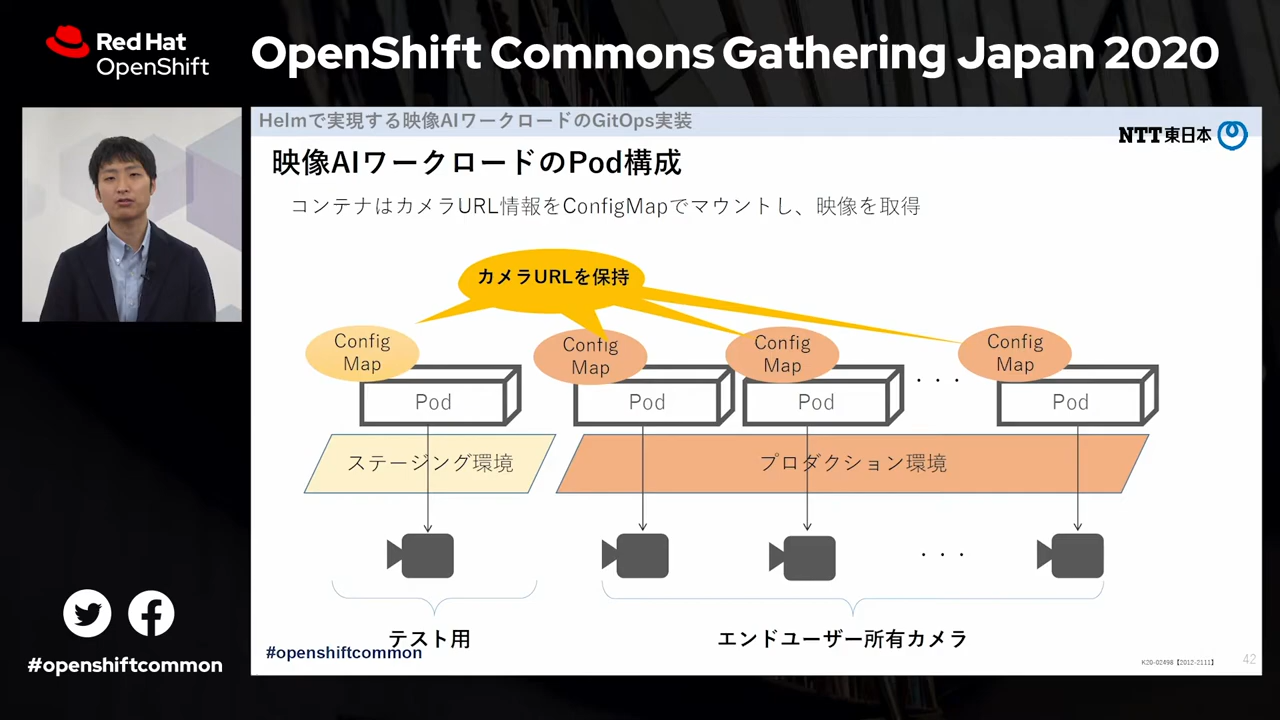 Red Hat
OpenShift
OpenShift Commons Gathering Japan 2020
Helmで実現する映像AIワークロードのGitOps実装
NTT東日本
映像AIワークロードのPod構成
コンテナはカメラURL情報をConfigMapでマウントし、映像を取得
カメラURLを保持
Config
Map
Config
Map
Config
Map
Config
Map
・・・
Pod
Pod
Pod
Pod
ステージング環境
プロダクション環境
・・・
テスト用
エンドユーザー所有カメラ
#openshiftcommon
K20-02498【2012-2111】
42
#openshiftcommon